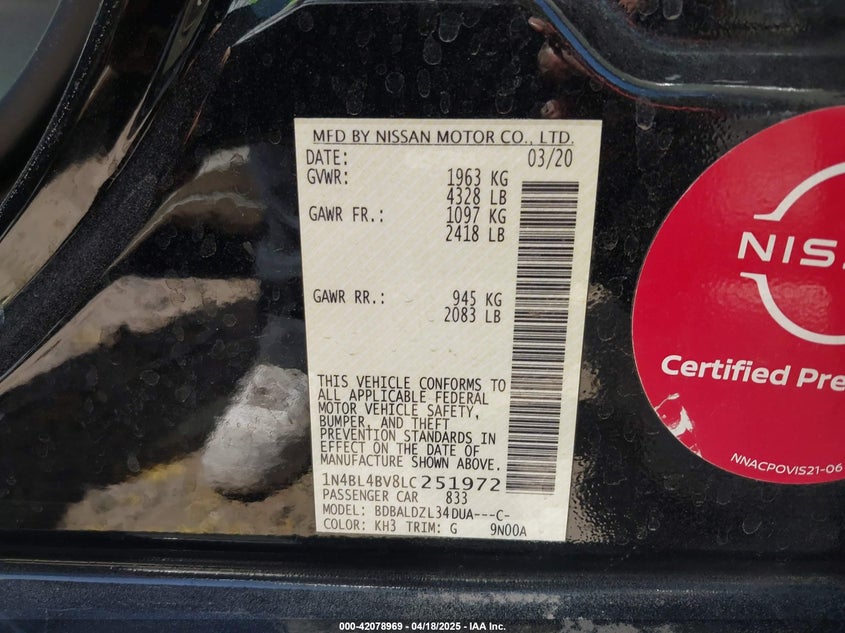 MFD BY NISSAN MOTOR CO., LTD.
DATE: 03/20
GVWR: 1963 KG
4328 LB
GAWR FR.: 1097 KG
2418 LB
GAWR RR.: 945 KG
2083 LB
THIS VEHICLE CONFORMS TO
ALL APPLICABLE FEDERAL
MOTOR VEHICLE SAFETY,
BUMPER, AND THEFT
PREVENTION STANDARDS IN
EFFECT ON THE DATE OF
MANUFACTURE SHOWN ABOVE.
1N4BL4BV8LC251972
PASSENGER CAR 833
MODEL: BDBALDZL34DUA---C-
COLOR: KH3 TRIM: G 9N00A
NIS
Certified Pre
NNACPOVIS21-06
000-42078969 / 04/18/2025 - IAA Inc.